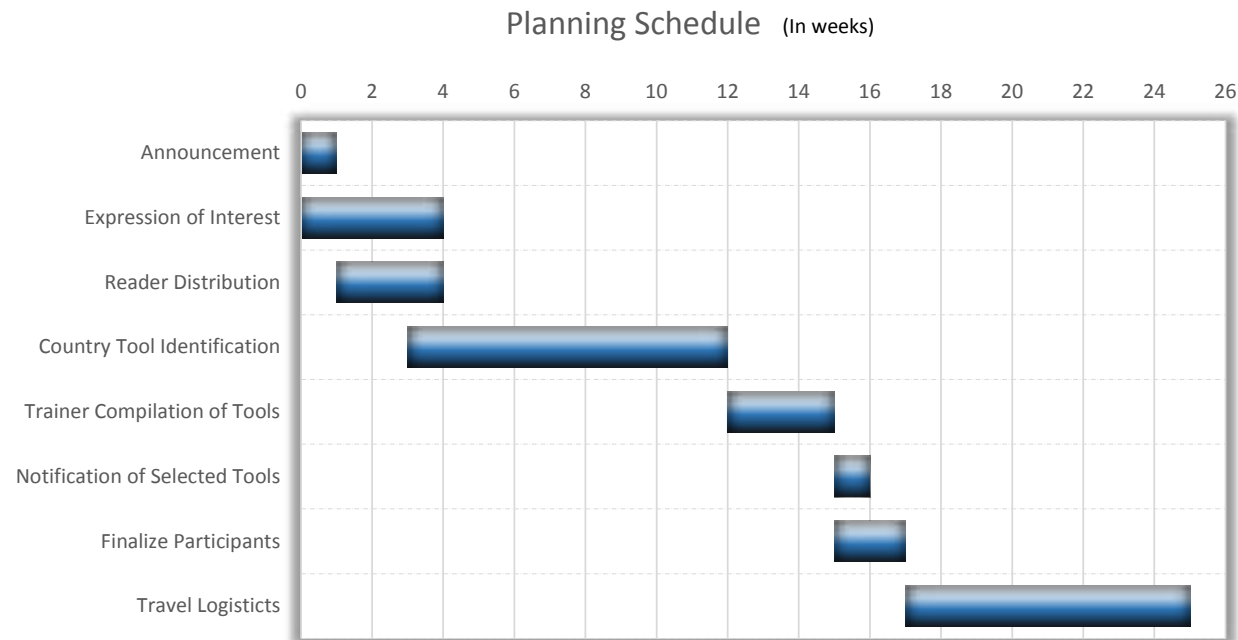 Planning Schedule (In weeks)
0 2 4 6 8 10 12 14 16 18 20 22 24 26
Announcement
Expression of Interest
Reader Distribution
Country Tool Identification
Trainer Compilation of Tools
Notification of Selected Tools
Finalize Participants
Travel Logisticts